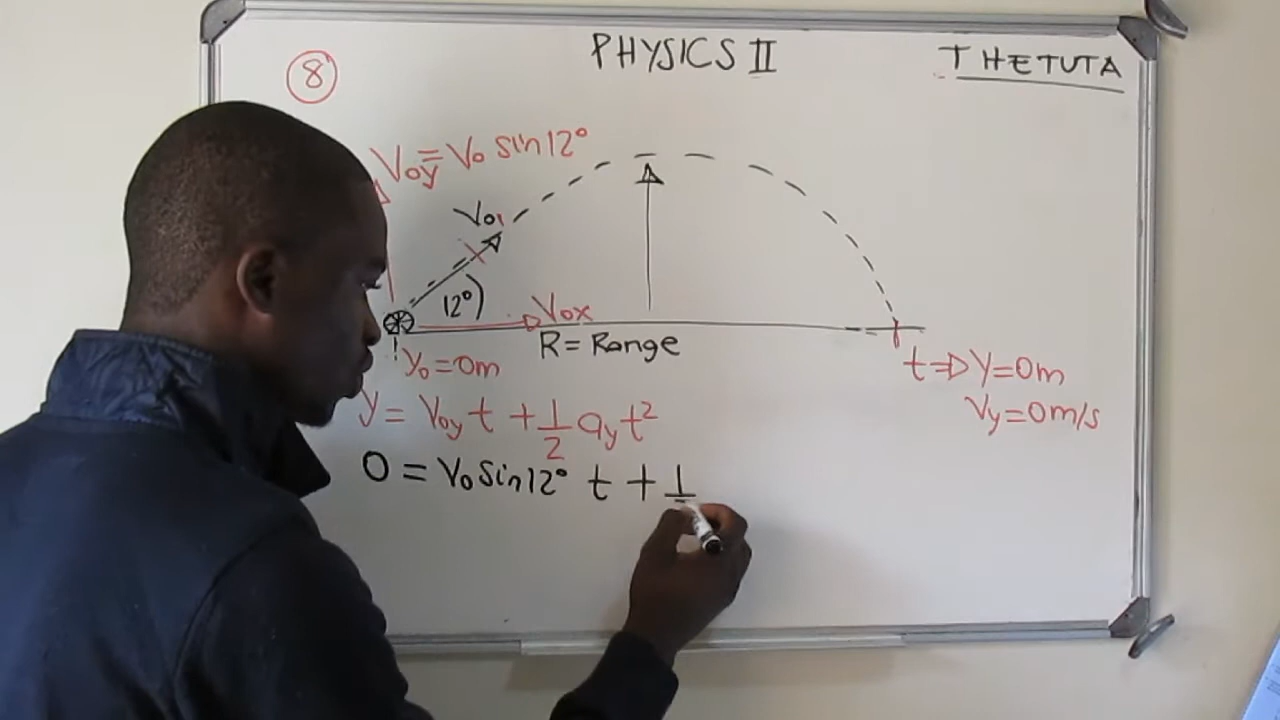 PHYSICS II
THETUTA
8
Voy = Vo sin12°
Vo
12°
Vox
R = Range
yo = 0m
t ⇒ y = 0m
Vy = 0m/s
y = Voy t + 1/2 ay t²
0 = Vo sin12° t + 1